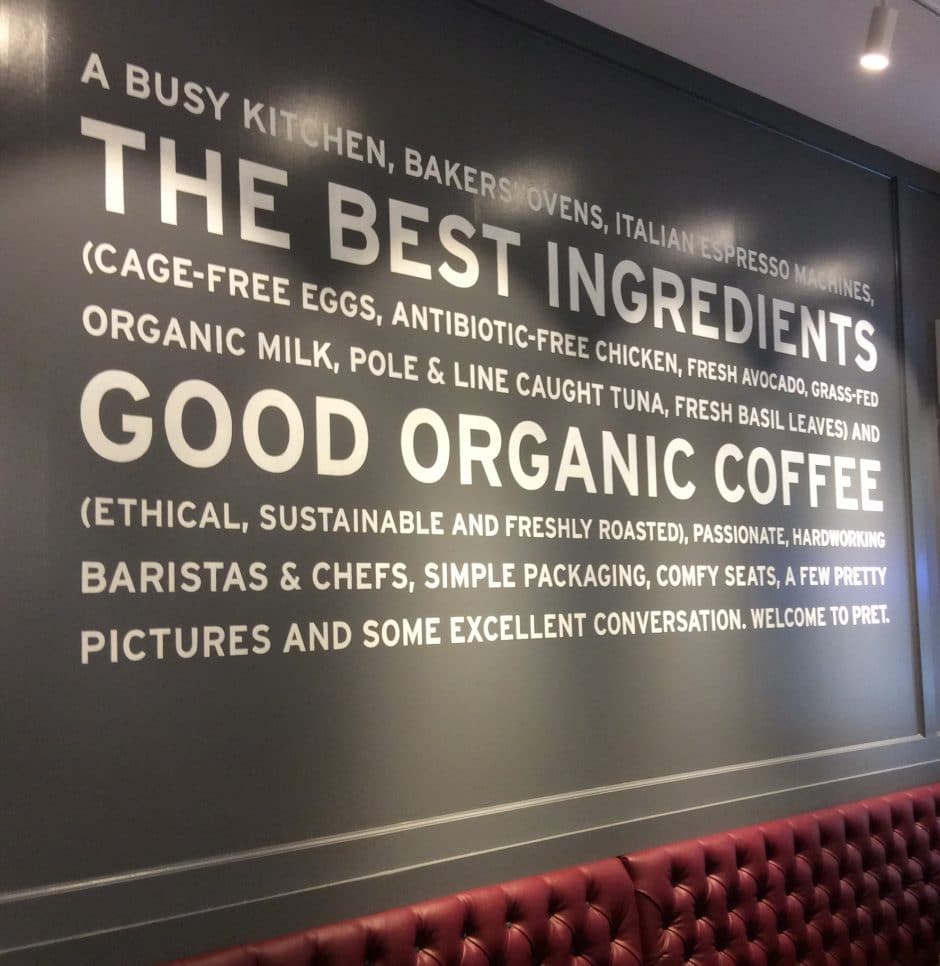 A BUSY KITCHEN, BAKERS' OVENS, ITALIAN ESPRESSO MACHINES,
THE BEST INGREDIENTS
(CAGE-FREE EGGS, ANTIBIOTIC-FREE CHICKEN, FRESH AVOCADO, GRASS-FED
ORGANIC MILK, POLE & LINE CAUGHT TUNA, FRESH BASIL LEAVES) AND
GOOD ORGANIC COFFEE
(ETHICAL, SUSTAINABLE AND FRESHLY ROASTED), PASSIONATE, HARDWORKING
BARISTAS & CHEFS, SIMPLE PACKAGING, COMFY SEATS, A FEW PRETTY
PICTURES AND SOME EXCELLENT CONVERSATION. WELCOME TO PRET.